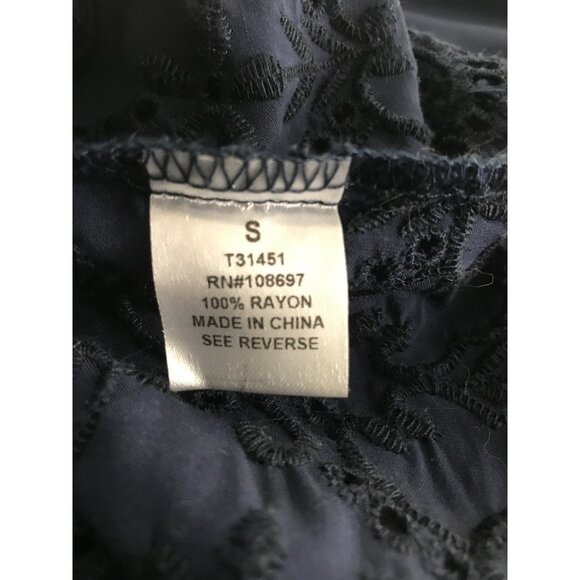 S
T31451
RN#108697
100% RAYON
MADE IN CHINA
SEE REVERSE